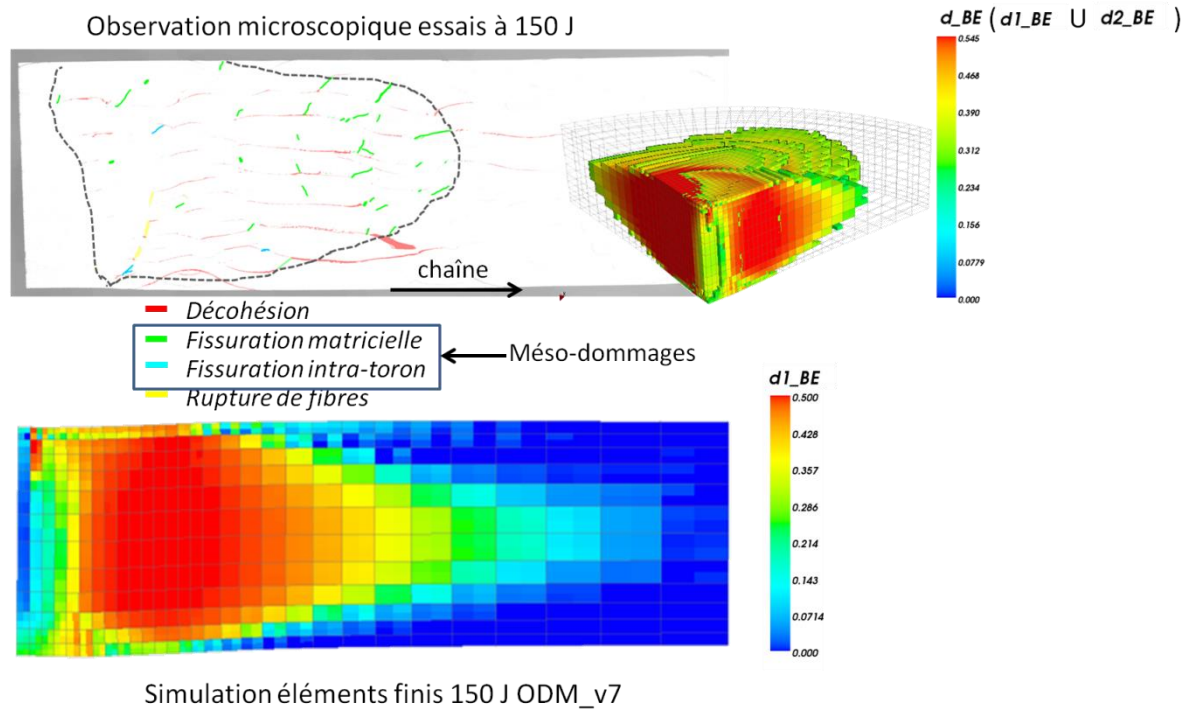 Observation microscopique essais à 150 J
d_BE ( d1_BE U d2_BE )
0.545
0.468
0.390
0.312
0.234
0.156
0.0779
0.000
chaîne
Décohésion
Fissuration matricielle
Fissuration intra-toron
Rupture de fibres
Méso-dommages
d1_BE
0.500
0.428
0.357
0.286
0.214
0.143
0.0714
0.000
Simulation éléments finis 150 J ODM_v7